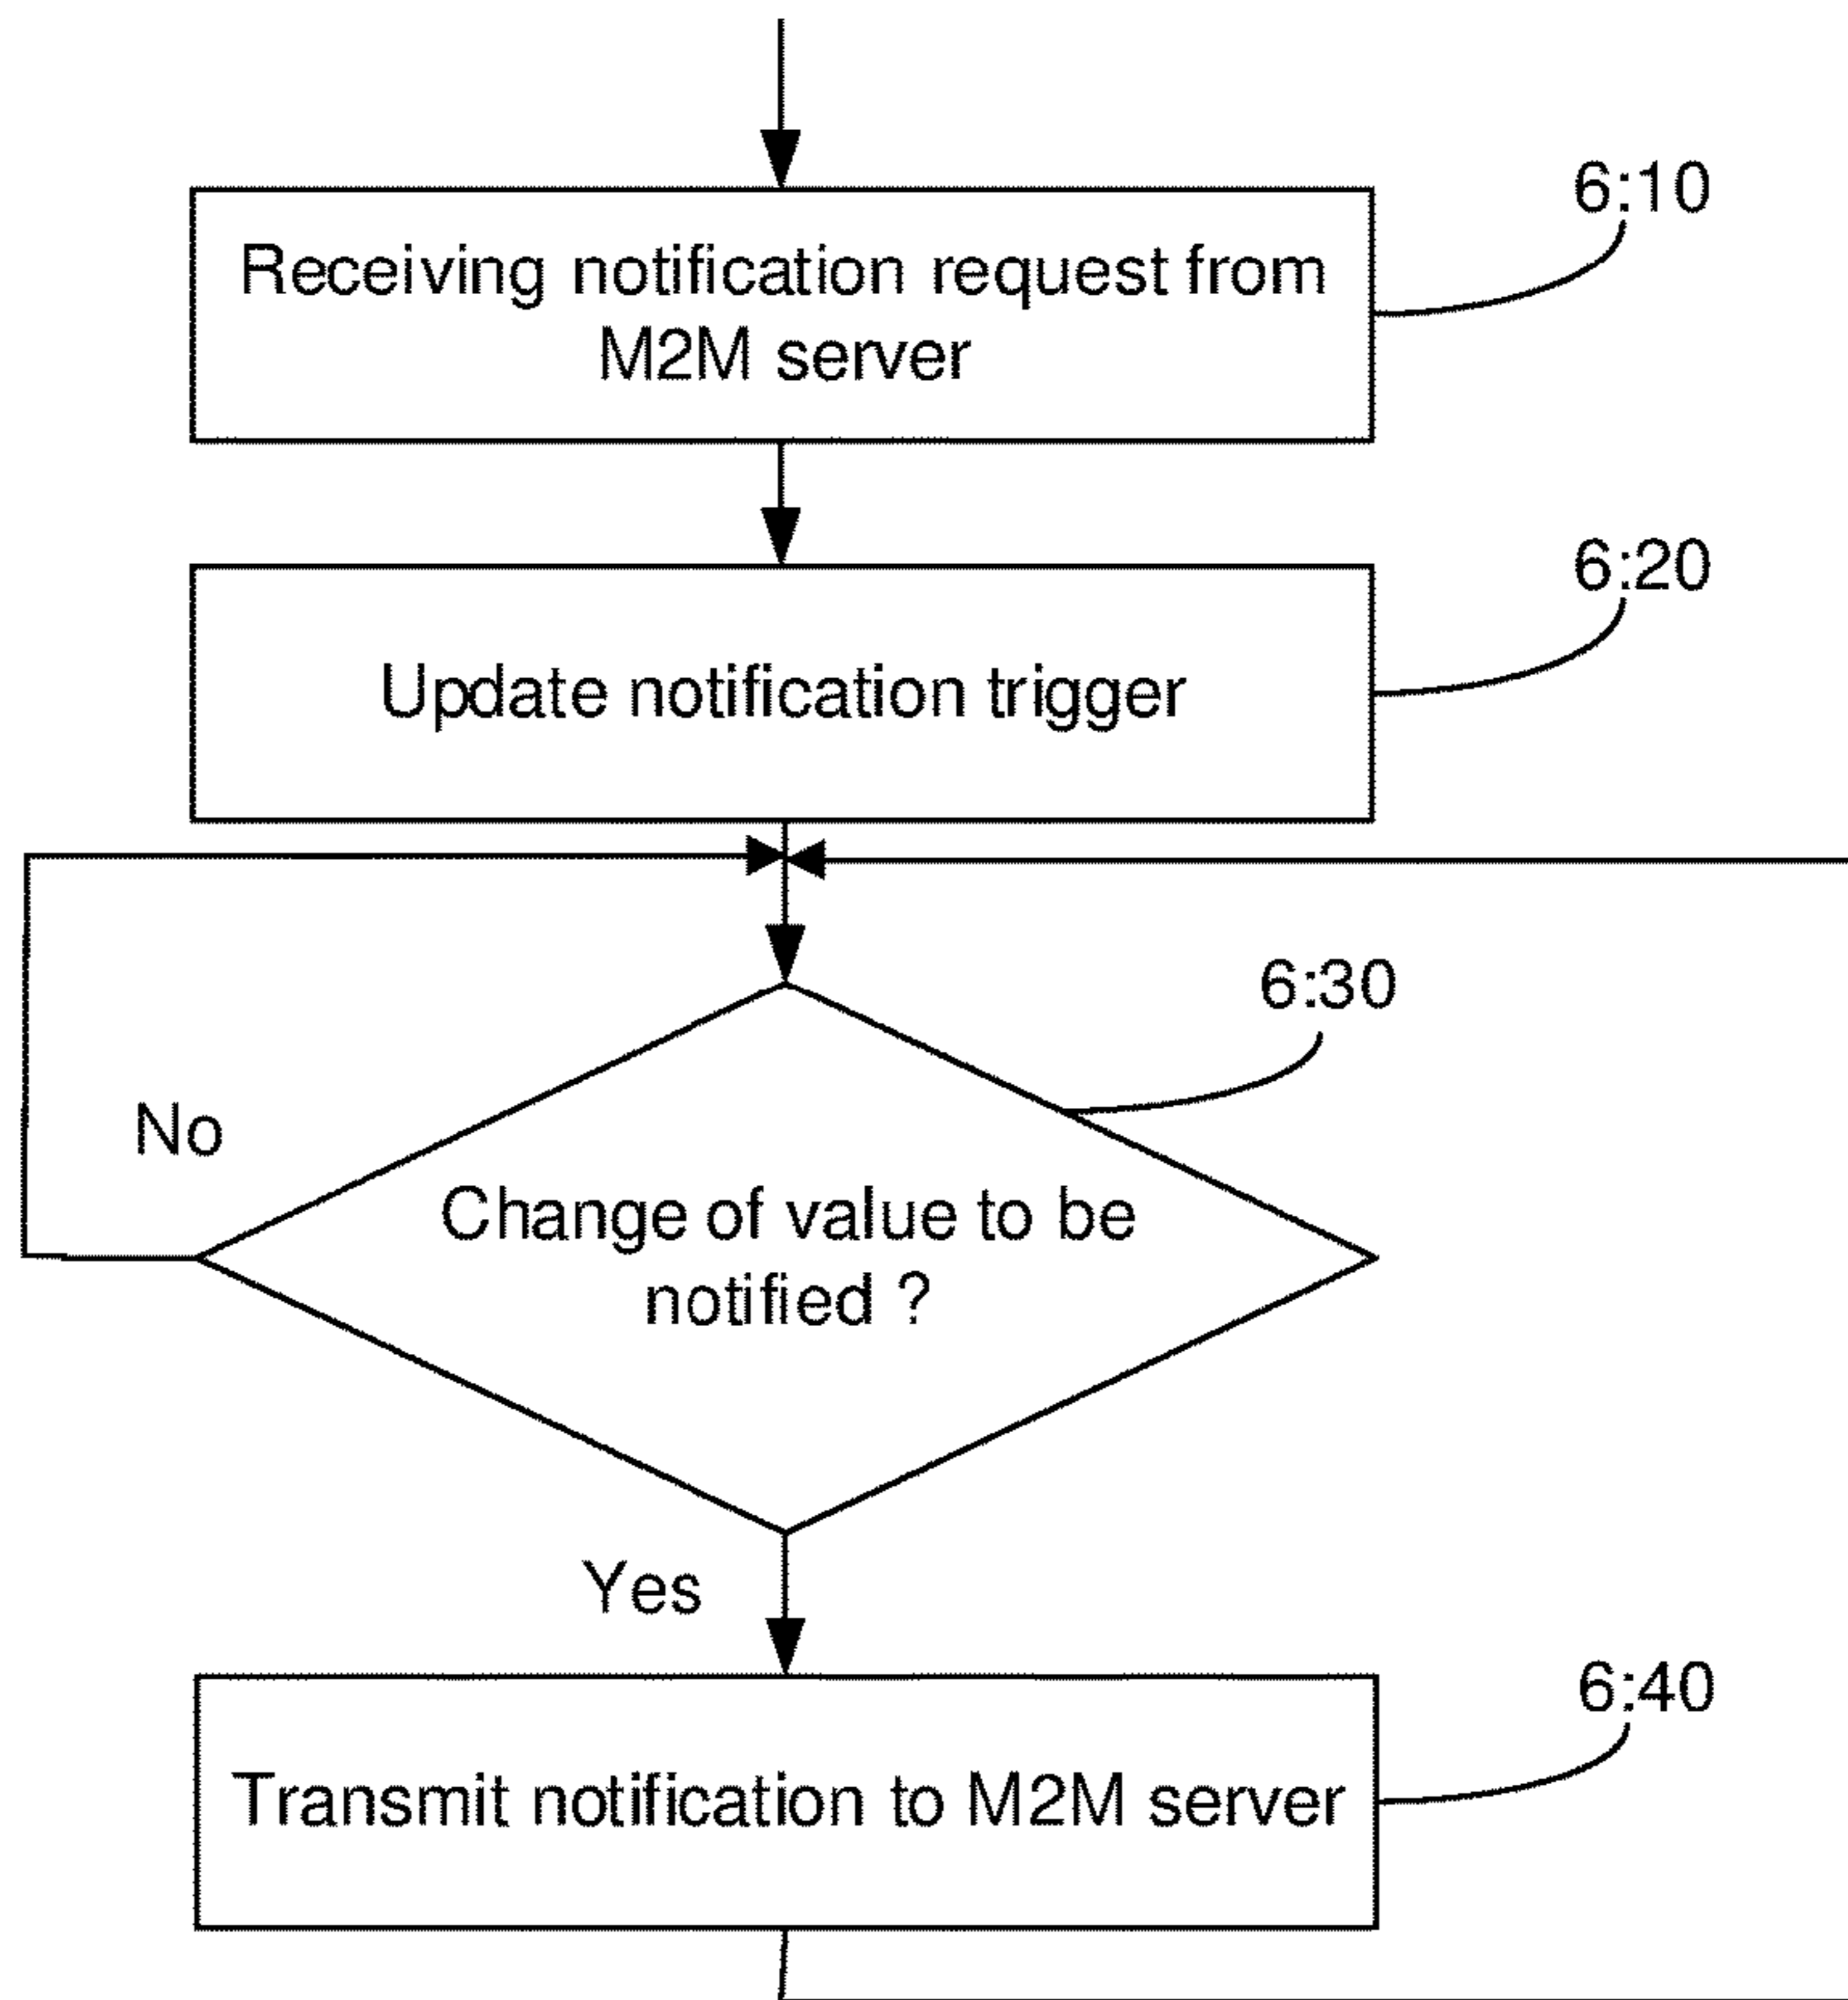 6:10
Receiving notification request from
M2M server
6:20
Update notification trigger
6:30
No
Change of value to be
notified ?
Yes
6:40
Transmit notification to M2M server